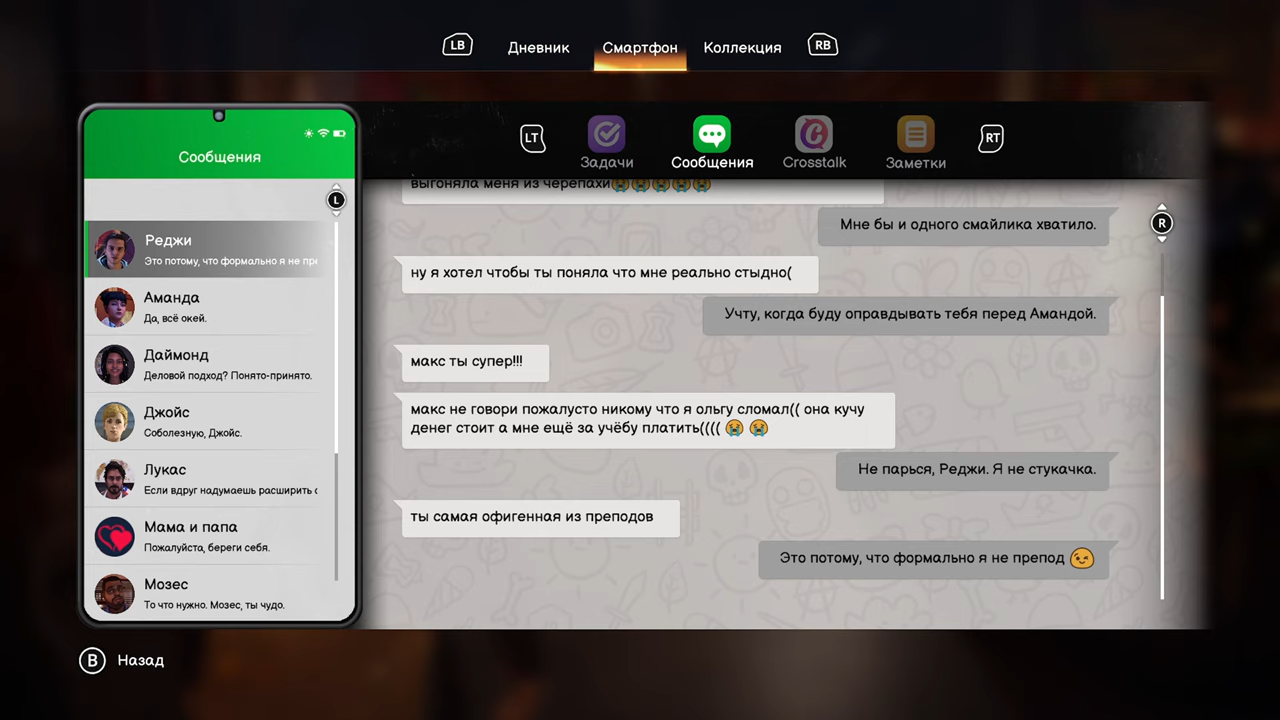 LB Дневник Смартфон Коллекция RB
Сообщения
LT Задачи Сообщения Crosstalk Заметки RT
L
Реджи
Это потому, что формально я не пре
Аманда
Да, всё окей.
Даймонд
Деловой подход? Понято-принято.
Джойс
Соболезную, Джойс.
Лукас
Если вдруг надумаешь расширить с
Мама и папа
Пожалуйста, береги себя.
Мозес
То что нужно. Мозес, ты чудо.
выгоняла меня из черепахи😭😭😭😭😭
Мне бы и одного смайлика хватило.
R
ну я хотел чтобы ты поняла что мне реально стыдно(
Учту, когда буду оправдывать тебя перед Амандой.
макс ты супер!!!
макс не говори пожалусто никому что я ольгу сломал(( она кучу
денег стоит а мне ещё за учёбу платить(((( 😭 😭
Не парься, Реджи. Я не стукачка.
ты самая офигенная из преподов
Это потому, что формально я не препод 😉
B Назад